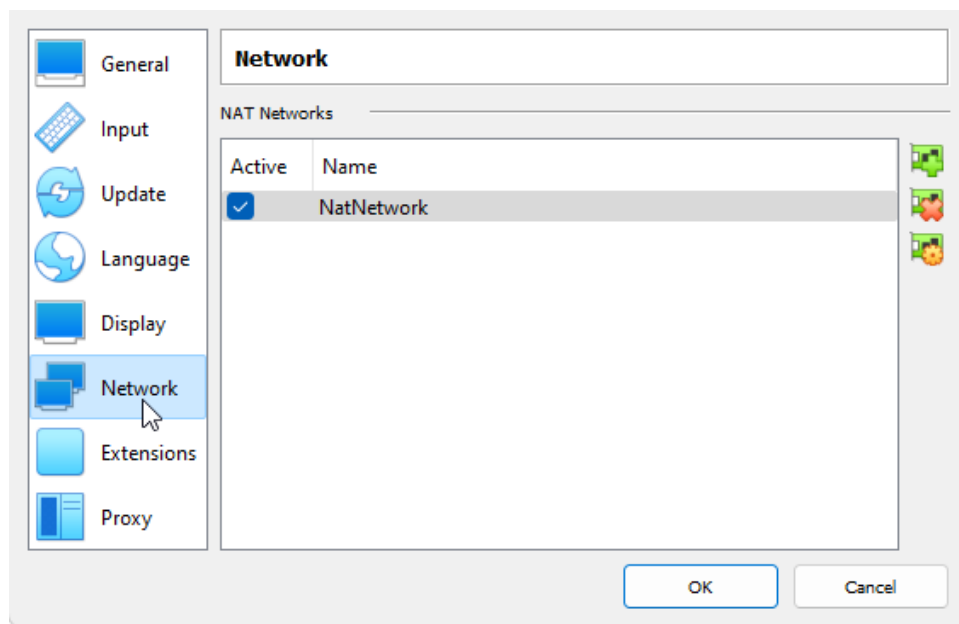 General
Input
Update
Language
Display
Network
Extensions
Proxy
Network
NAT Networks
Active Name
NatNetwork
OK Cancel